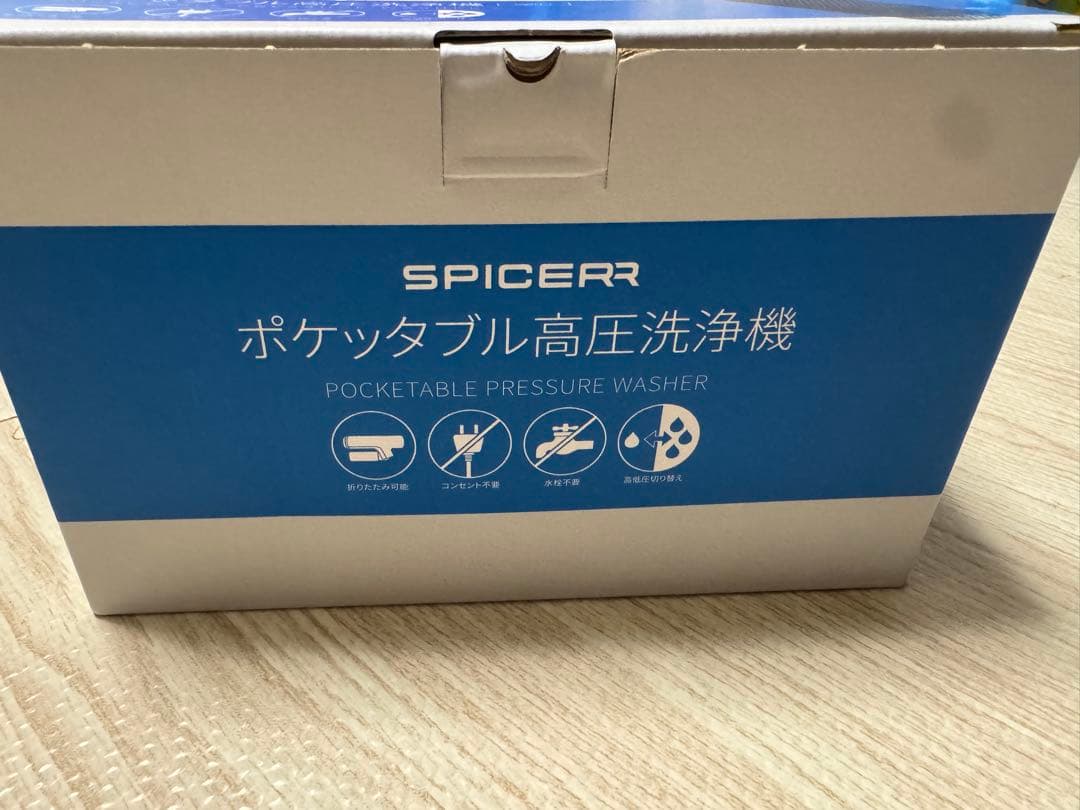 SPICERR
ポケッタブル高圧洗浄機
POCKETABLE PRESSURE WASHER
折りたたみ可能
コンセント不要
水栓不要
高低圧切り替え